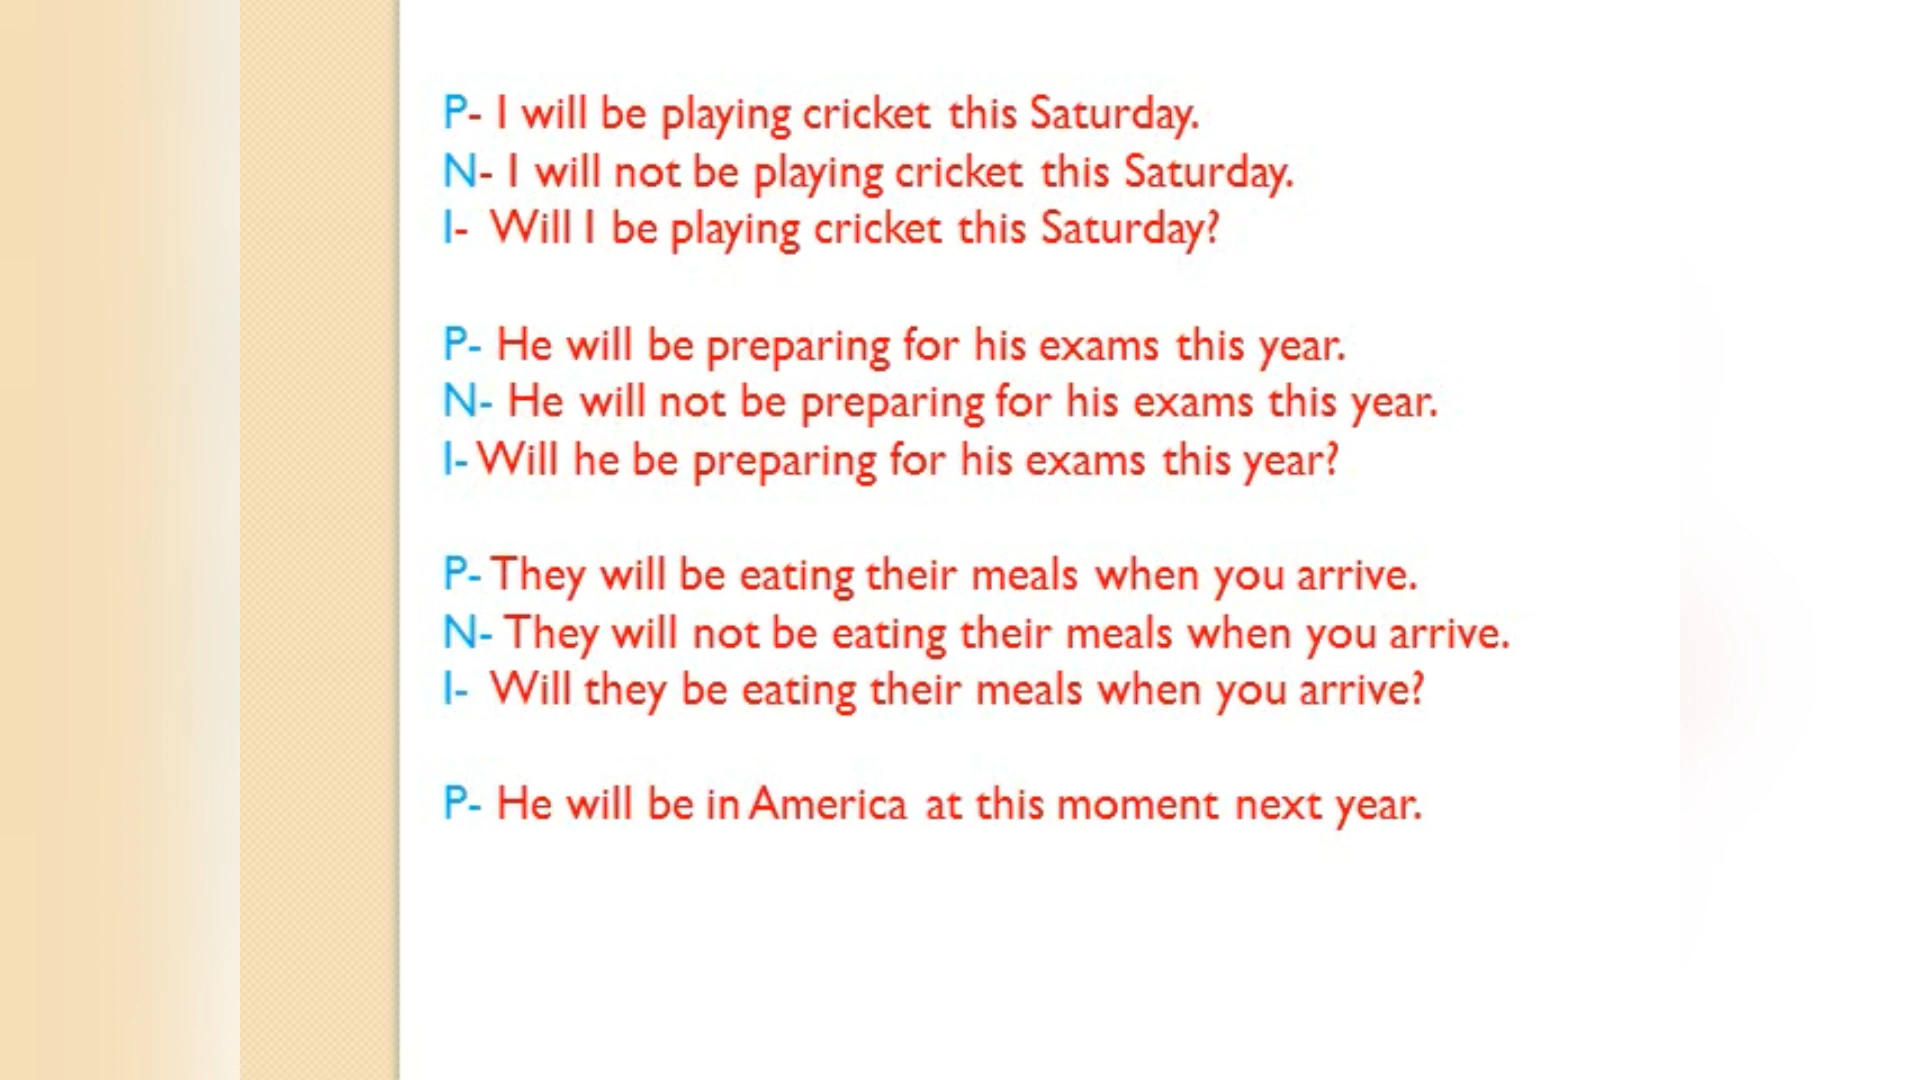 P- I will be playing cricket this Saturday.
N- I will not be playing cricket this Saturday.
I- Will I be playing cricket this Saturday?
P- He will be preparing for his exams this year.
N- He will not be preparing for his exams this year.
I- Will he be preparing for his exams this year?
P- They will be eating their meals when you arrive.
N- They will not be eating their meals when you arrive.
I- Will they be eating their meals when you arrive?
P- He will be in America at this moment next year.